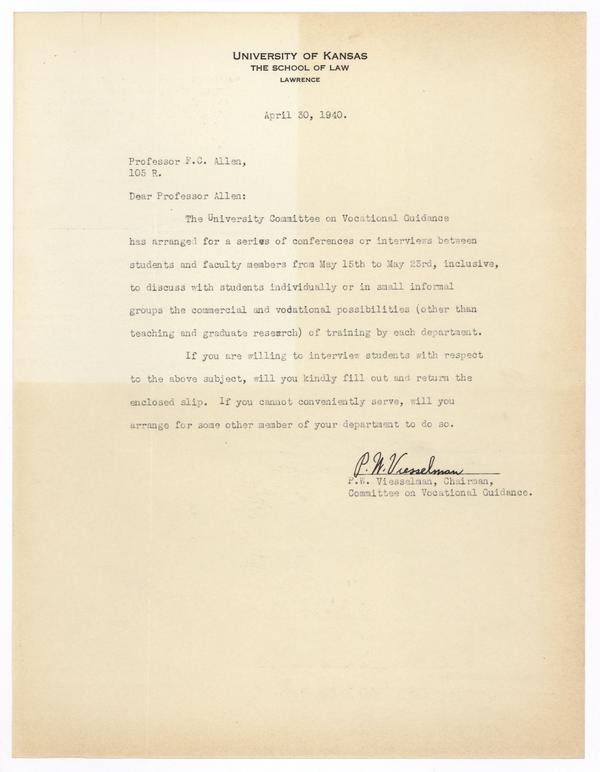 UNIVERSITY OF KANSAS
THE SCHOOL OF LAW
LAWRENCE
April 30, 1940.
Professor F.C. Allen,
105 R.
Dear Professor Allen:
The University Committee on Vocational Guidance
has arranged for a series of conferences or interviews between
students and faculty members from May 15th to May 23rd, inclusive,
to discuss with students individually or in small informal
groups the commercial and vocational possibilities (other than
teaching and graduate research) of training by each department.
If you are willing to interview students with respect
to the above subject, will you kindly fill out and return the
enclosed slip. If you cannot conveniently serve, will you
arrange for some other member of your department to do so.
P. W. Viesselman
P.W. Viesselman, Chairman,
Committee on Vocational Guidance.